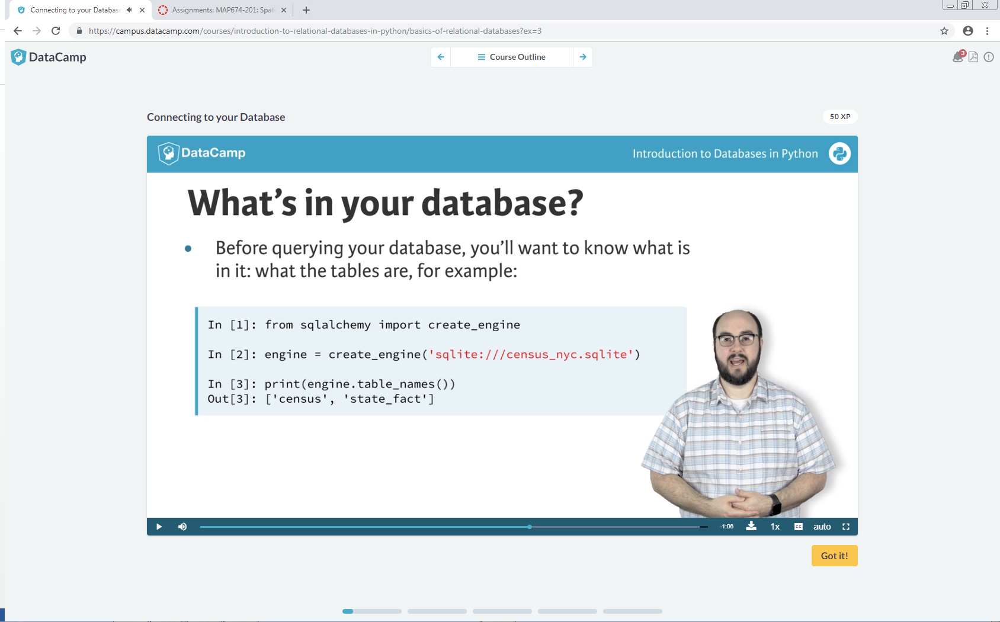 Connecting to your Database
Assignments: MAP674-201: Spat
https://campus.datacamp.com/courses/introduction-to-relational-databases-in-python/basics-of-relational-databases?ex=3
DataCamp
Course Outline
3
Connecting to your Database
50 XP
DataCamp
Introduction to Databases in Python
What's in your database?
• Before querying your database, you'll want to know what is
in it: what the tables are, for example:
In [1]: from sqlalchemy import create_engine
In [2]: engine = create_engine('sqlite:///census_nyc.sqlite')
In [3]: print(engine.table_names())
Out[3]: ['census', 'state_fact']
-1:06
1x
cc
auto
Got it!